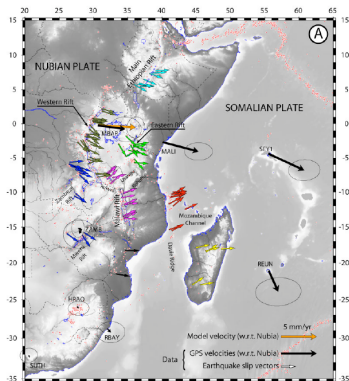 20 25 30 35 40 45 50 55 60 65
15
10
5
0
-5
-10
-15
-20
-25
-30
-35
A
NUBIAN PLATE
Main
Ethiopian Rift
SOMALIAN PLATE
Western Rift
MBAR
Eastern Rift
MALI
SEY1
Malawi Rift
Mozambique
Channel
Davie Ridge
REUN
HRAO
RBAY
SUTH
5 mm/yr
Model velocity (w.r.t. Nubia)
Data
GPS velocities (w.r.t. Nubia)
Earthquake slip vectors